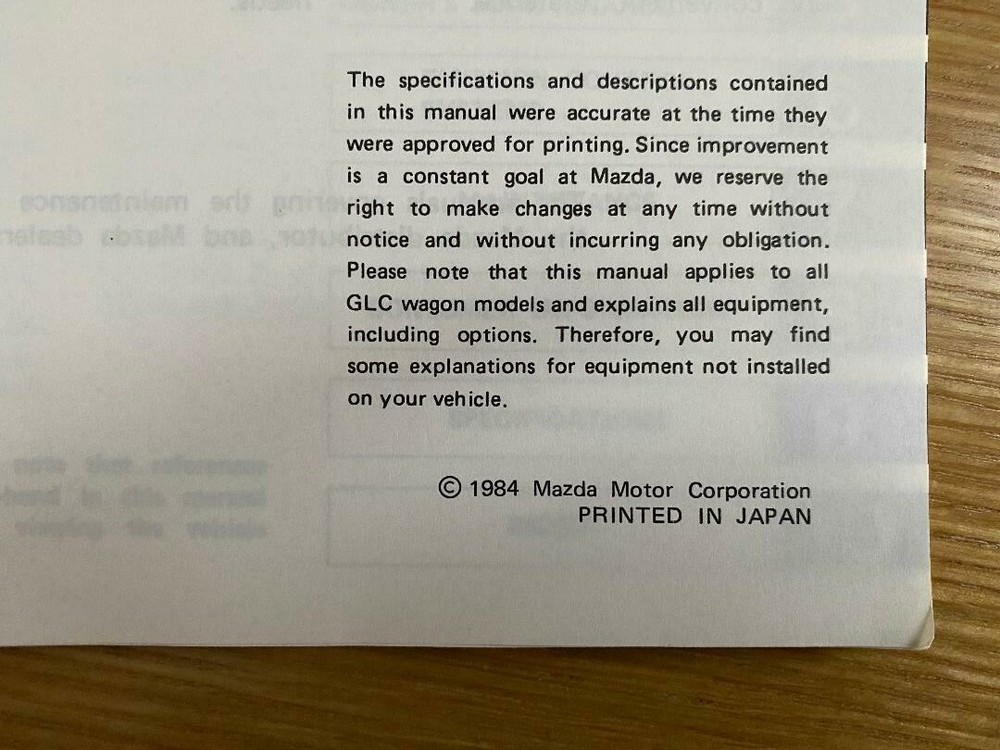 The specifications and descriptions contained
in this manual were accurate at the time they
were approved for printing. Since improvement
is a constant goal at Mazda, we reserve the
right to make changes at any time without
notice and without incurring any obligation.
Please note that this manual applies to all
GLC wagon models and explains all equipment,
including options. Therefore, you may find
some explanations for equipment not installed
on your vehicle.
© 1984 Mazda Motor Corporation
PRINTED IN JAPAN